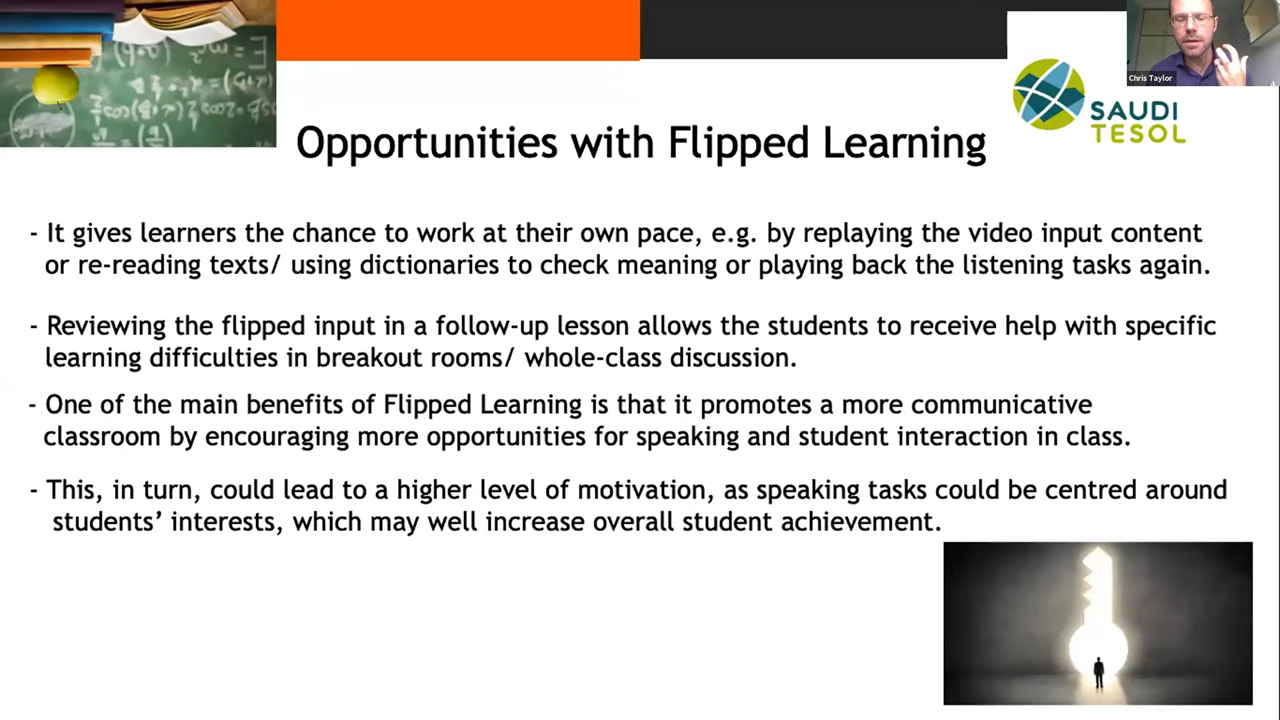 Chris Taylor
SAUDI
TESOL
Opportunities with Flipped Learning
- It gives learners the chance to work at their own pace, e.g. by replaying the video input content
or re-reading texts/ using dictionaries to check meaning or playing back the listening tasks again.
- Reviewing the flipped input in a follow-up lesson allows the students to receive help with specific
learning difficulties in breakout rooms/ whole-class discussion.
- One of the main benefits of Flipped Learning is that it promotes a more communicative
classroom by encouraging more opportunities for speaking and student interaction in class.
- This, in turn, could lead to a higher level of motivation, as speaking tasks could be centred around
students’ interests, which may well increase overall student achievement.